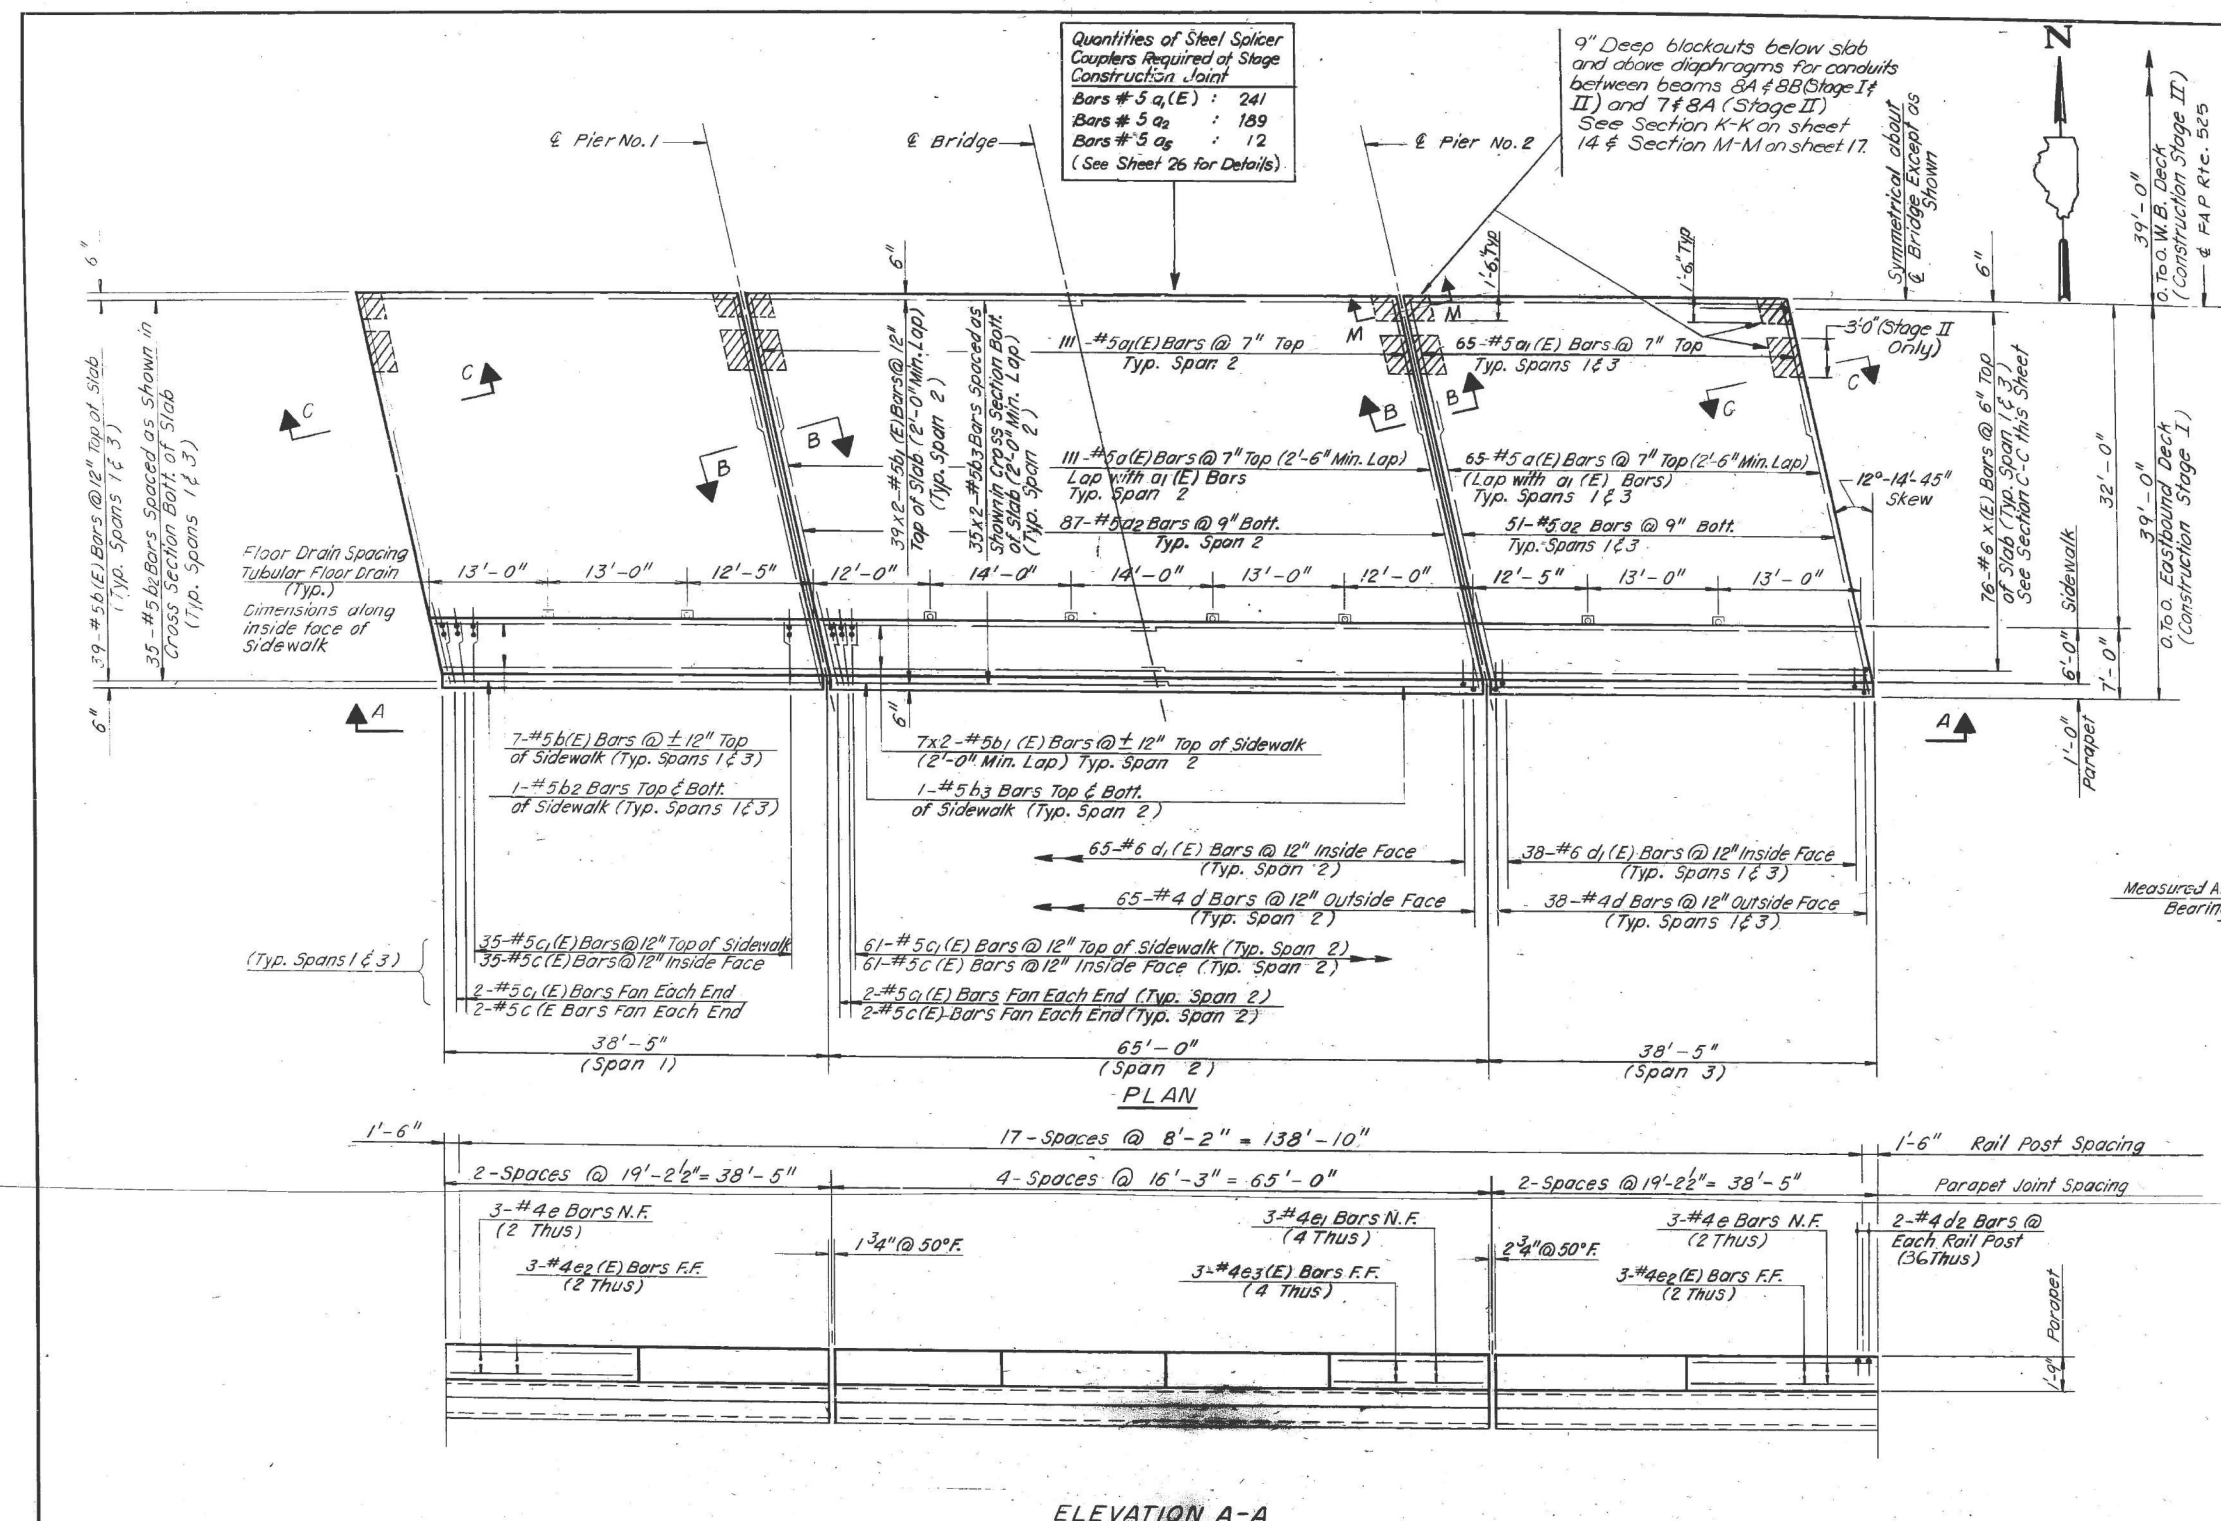 Quantities of Steel Splicer
Couplers Required at Stage
Construction Joint
Bars #5 a1(E) : 241
Bars #5 a2 : 189
Bars #5 a5 : 12
(See Sheet 26 for Details)
9" Deep blockouts below slab
and above diaphragms for conduits
between beams 8A & 8B (Stage I &
II) and 7 & 8A (Stage II)
See Section K-K on sheet
14 & Section M-M on sheet 17.
℄ Pier No. 1
℄ Bridge
℄ Pier No. 2
Symmetrical about
℄ Bridge Except as
Shown
N
39'-0"
O. To O. W. B. Deck
(Construction Stage II)
℄ FAP Rte. 525
6"
6"
1'-6" Typ
1'-6" Typ
6"
39-#5b(E) Bars @ 12" Top of Slab
(Typ. Spans 1 & 3)
35-#5b2 Bars Spaced as Shown in
Cross Section Bott. of Slab
(Typ. Spans 1 & 3)
6"
C
C
39x2-#5b1 (E) Bars @ 12"
Top of Slab (2'-0" Min. Lap)
(Typ. Span 2)
35x2-#5b3 Bars Spaced as
Shown in Cross Section Bott.
of Slab (2'-0" Min. Lap)
(Typ. Span 2)
111-#5a1(E) Bars @ 7" Top
Typ. Span 2
M
M
65-#5a1(E) Bars @ 7" Top
Typ. Spans 1 & 3
3'-0" (Stage II
Only)
C
G
B
B
B
B
111-#5a(E) Bars @ 7" Top (2'-6" Min. Lap)
Lap with a1 (E) Bars
Typ. Span 2
65-#5a(E) Bars @ 7" Top (2'-6" Min. Lap)
(Lap with a1 (E) Bars)
Typ. Spans 1 & 3
87-#5a2 Bars @ 9" Bott.
Typ. Span 2
51-#5a2 Bars @ 9" Bott.
Typ. Spans 1 & 3
12°-14'-45"
Skew
76-#6 x(E) Bars @ 6" Top
of Slab (Typ. Span 1 & 3)
See Section C-C this Sheet
32'-0"
39'-0"
O. To O. Eastbound Deck
(Construction Stage I)
Sidewalk
6'-0"
7'-0"
1'-0"
Parapet
Floor Drain Spacing
Tubular Floor Drain
(Typ.)
Dimensions along
inside face of
Sidewalk
13'-0" 13'-0" 12'-5" 12'-0" 14'-0" 14'-0" 13'-0" 12'-0" 12'-5" 13'-0" 13'-0"
A
A
6"
7-#5b(E) Bars @ ± 12" Top
of Sidewalk (Typ. Spans 1 & 3)
1-#5b2 Bars Top & Bott.
of Sidewalk (Typ. Spans 1 & 3)
7x2-#5b1 (E) Bars @ ± 12" Top of Sidewalk
(2'-0" Min. Lap) Typ. Span 2
1-#5b3 Bars Top & Bott.
of Sidewalk (Typ. Span 2)
65-#6 d1(E) Bars @ 12" Inside Face
(Typ. Span 2)
38-#6 d1(E) Bars @ 12" Inside Face
(Typ. Spans 1 & 3)
65-#4 d Bars @ 12" Outside Face
(Typ. Span 2)
38-#4d Bars @ 12" Outside Face
(Typ. Spans 1 & 3)
Measured A
Bearing
(Typ. Spans 1 & 3)
35-#5c1(E) Bars @ 12" Top of Sidewalk
35-#5c(E) Bars @ 12" Inside Face
61-#5c1(E) Bars @ 12" Top of Sidewalk (Typ. Span 2)
61-#5c (E) Bars @ 12" Inside Face (Typ. Span 2)
2-#5c1(E) Bars Fan Each End
2-#5c(E Bars Fan Each End
2-#5c1(E) Bars Fan Each End (Typ. Span 2)
2-#5c(E)-Bars Fan Each End (Typ. Span 2)
38'-5"
(Span 1)
65'-0"
(Span 2)
38'-5"
(Span 3)
PLAN
1'-6"
17-Spaces @ 8'-2" = 138'-10"
1'-6" Rail Post Spacing
2-Spaces @ 19'-2½" = 38'-5"
4-Spaces @ 16'-3" = 65'-0"
2-Spaces @ 19'-2½" = 38'-5"
Parapet Joint Spacing
3-#4e Bars N.F.
(2 Thus)
3-#4e2(E) Bars F.F.
(2 Thus)
1¾" @ 50°F.
3-#4e1 Bars N.F.
(4 Thus)
3-#4e3(E) Bars F.F.
(4 Thus)
2¾" @ 50°F.
3-#4e Bars N.F.
(2 Thus)
3-#4e2(E) Bars F.F.
(2 Thus)
2-#4 d2 Bars @
Each Rail Post
(36 Thus)
1'-9" Parapet
ELEVATION A-A